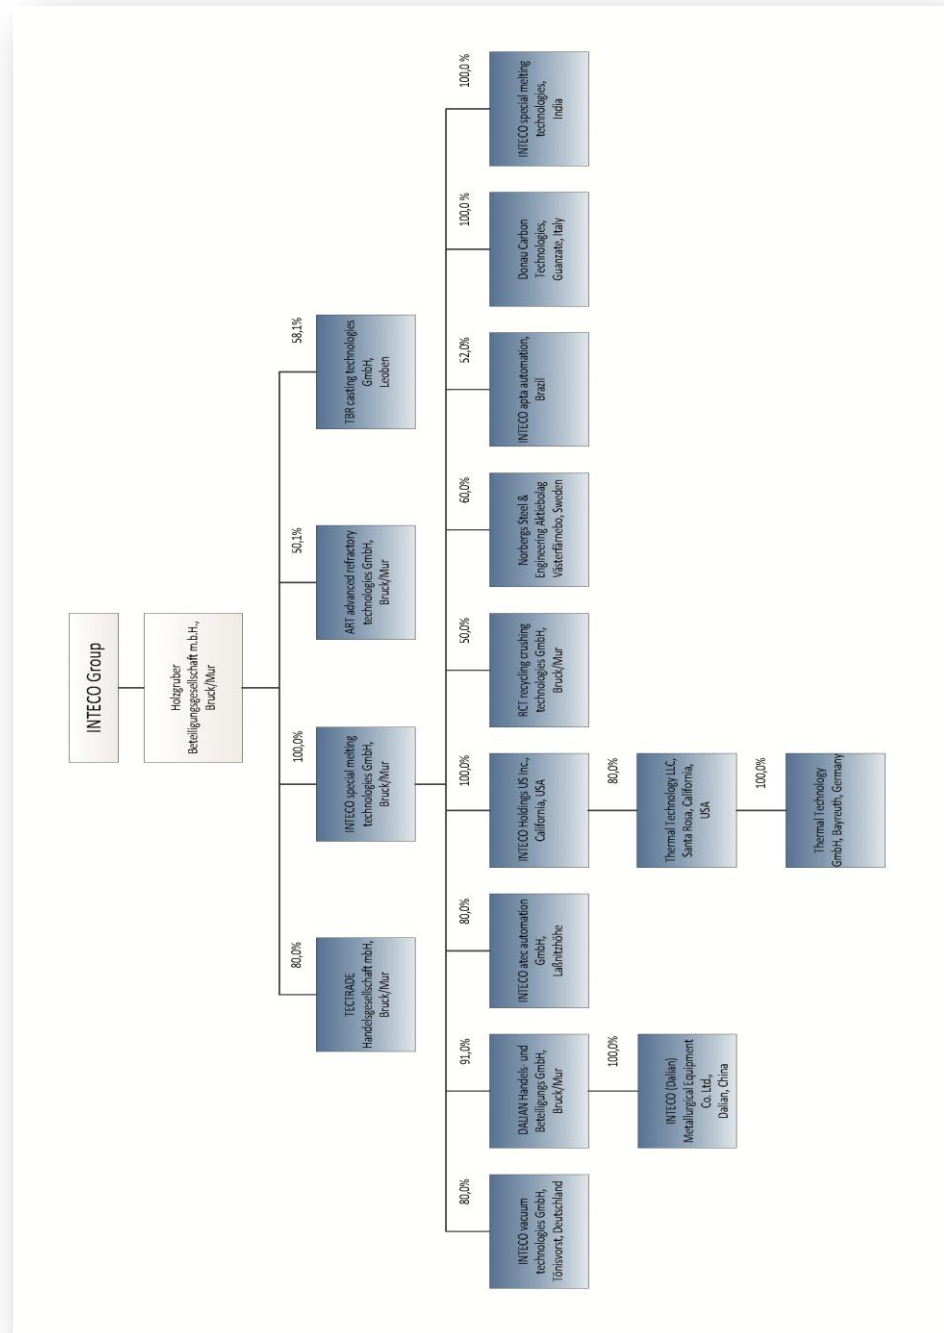 INTECO Group
Holzgruber
Beteiligungsgesellschaft m.b.H.,
Bruck/Mur
80,0%
TECTRADE
Handelsgesellschaft mbH,
Bruck/Mur
100,0%
INTECO special melting
technologies GmbH,
Bruck/Mur
50,1%
ART advanced refractory
technologies GmbH,
Bruck/Mur
58,1%
TBR casting technologies
GmbH,
Leoben
80,0%
INTECO vacuum
technologies GmbH,
Tönisvorst, Deutschland
91,0%
DALIAN Handels- und
Beteiligungs GmbH,
Bruck/Mur
80,0%
INTECO atec automation
GmbH,
Laßnitzhöhe
100,0%
INTECO Holdings US Inc.,
California, USA
50,0%
RCT recycling crushing
technologies GmbH,
Bruck/Mur
60,0%
Norbergs Steel &
Engineering Aktiebolag
Västerfärnebo, Sweden
52,0%
INTECO apta automation,
Brazil
100,0 %
Donau Carbon
Technologies,
Guanzate, Italy
100,0 %
INTECO special melting
technologies,
India
100,0%
INTECO (Dalian)
Metallurgical Equipment
Co. Ltd.,
Dalian, China
80,0%
Thermal Technology LLC,
Santa Rosa, California,
USA
100,0%
Thermal Technology
GmbH, Bayreuth, Germany